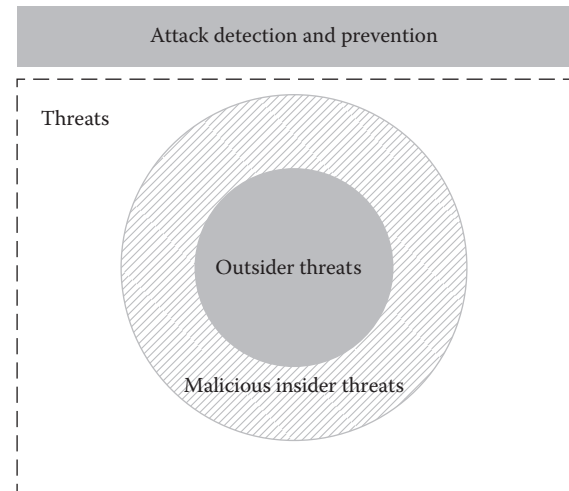 Attack detection and prevention
Threats
Outsider threats
Malicious insider threats